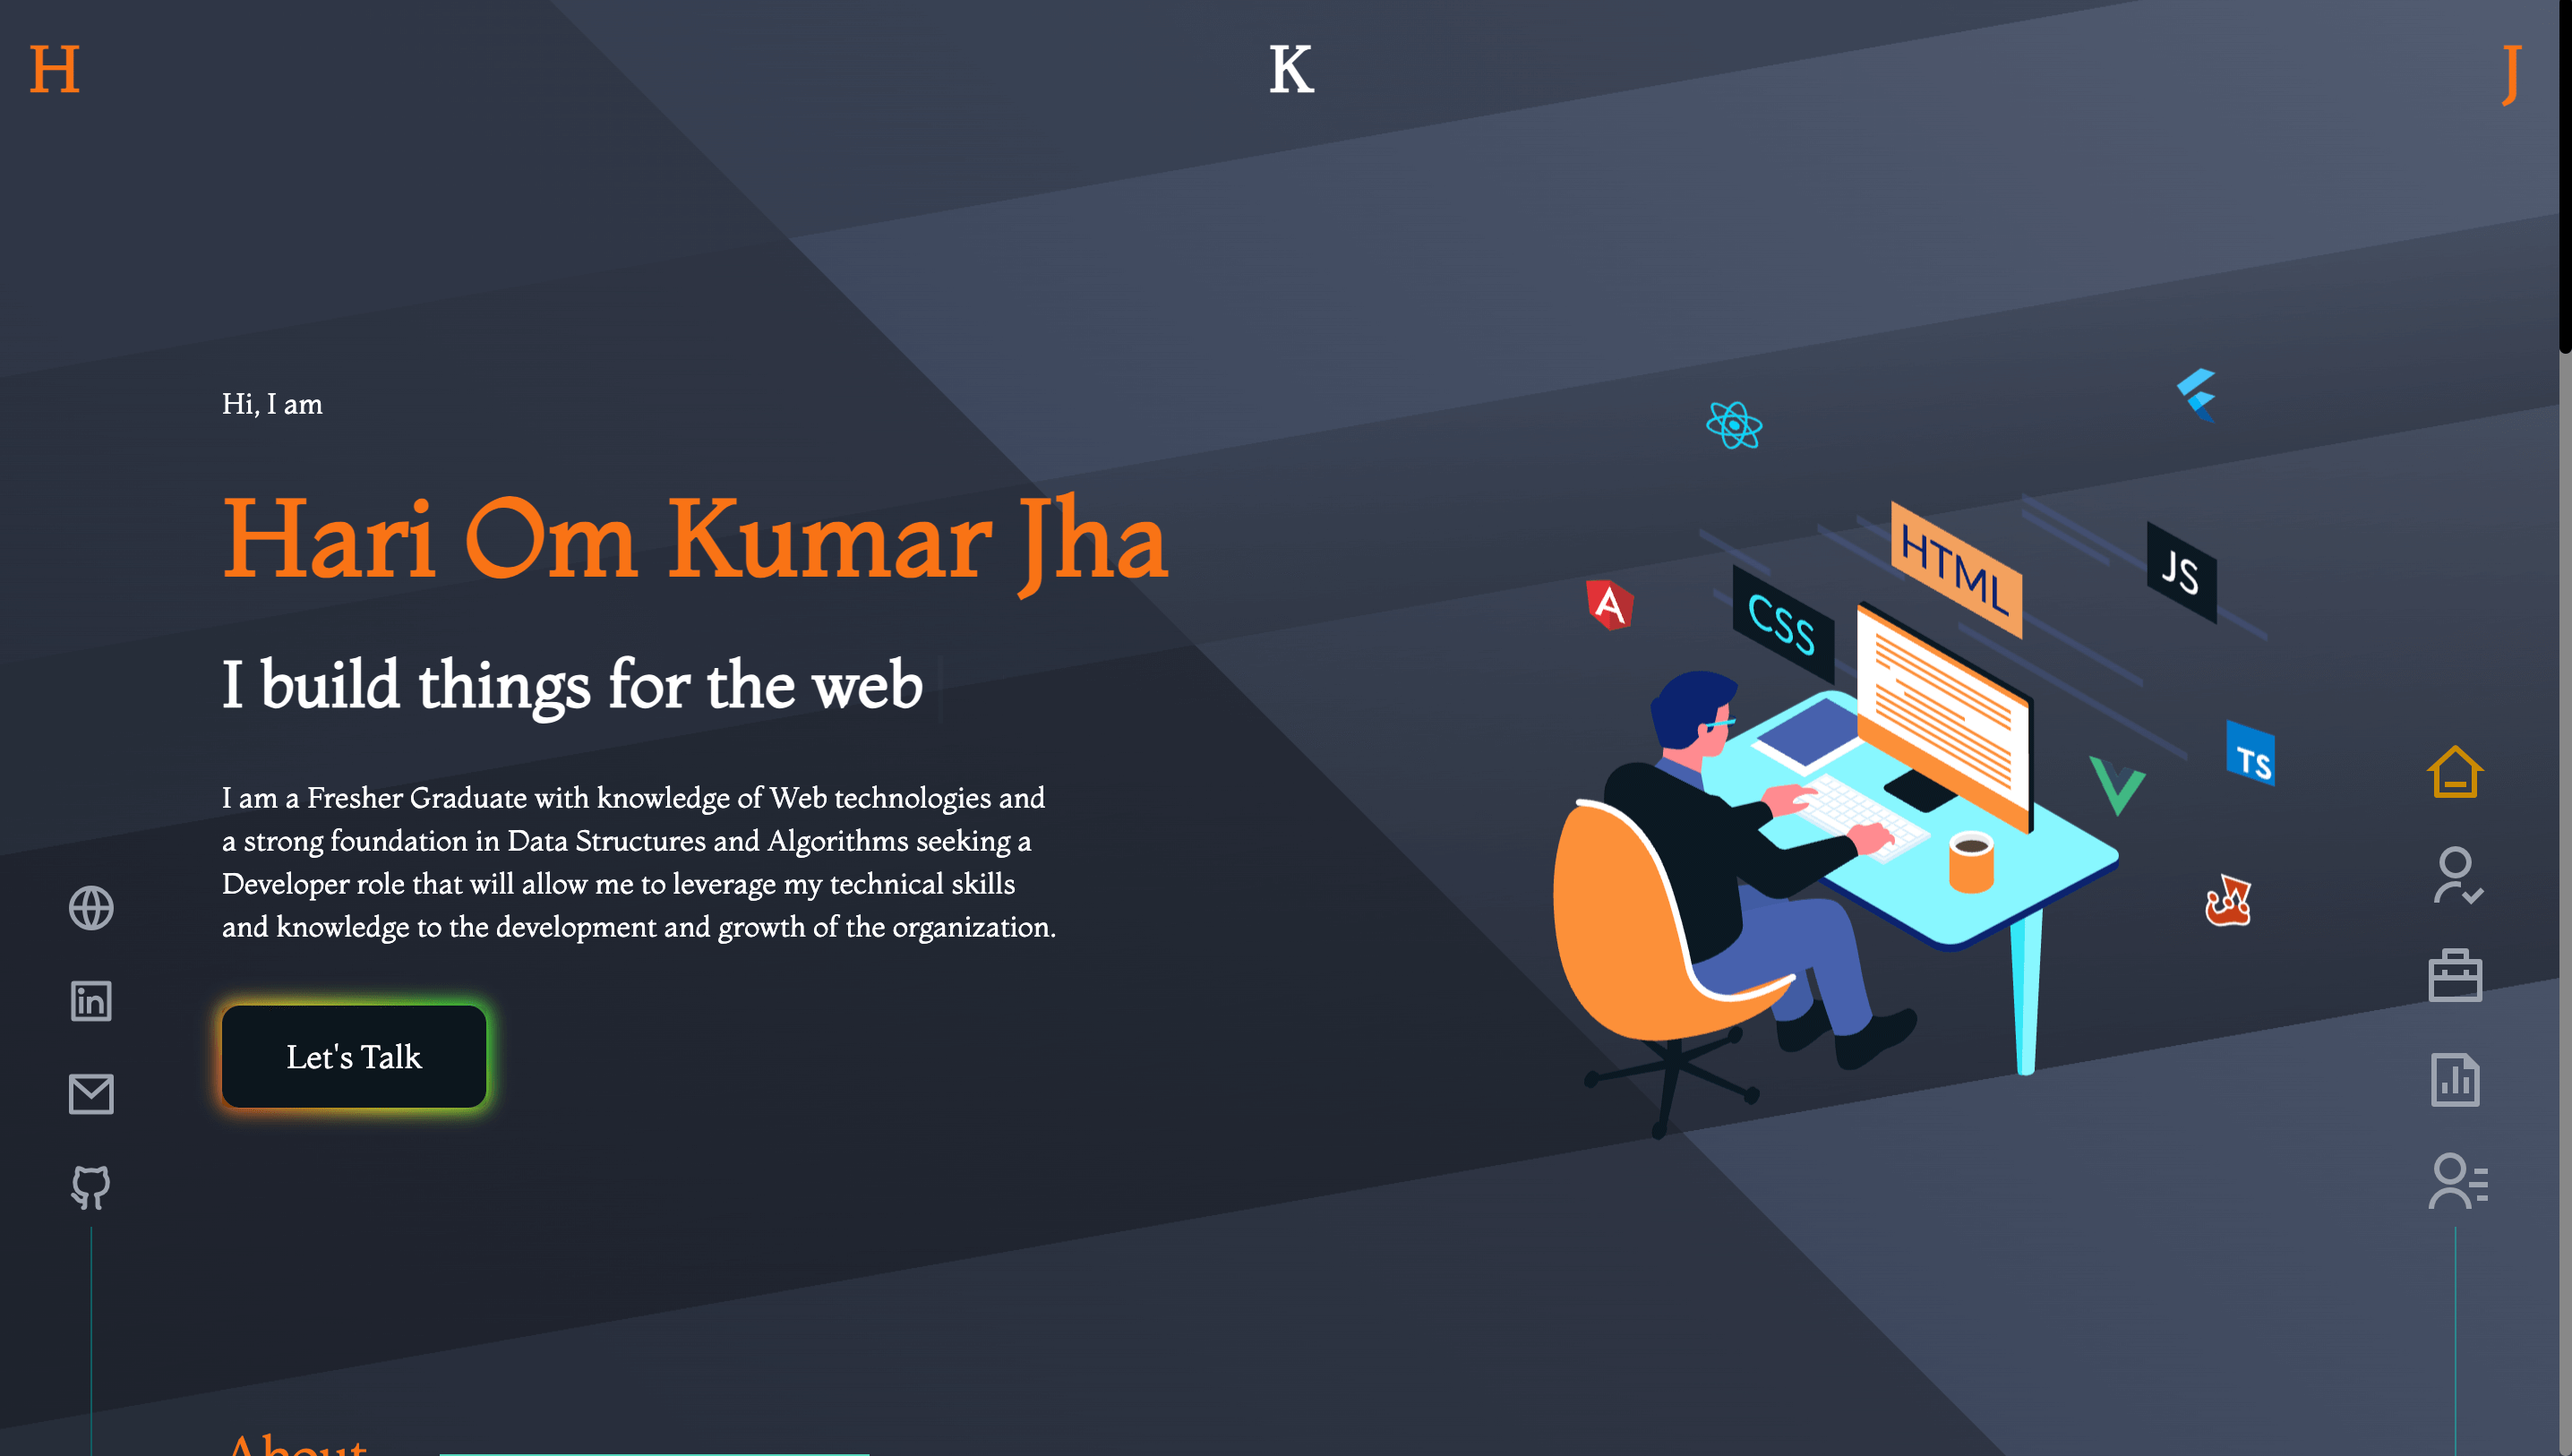 H K J
Hi, I am
Hari Om Kumar Jha
I build things for the web
I am a Fresher Graduate with knowledge of Web technologies and
a strong foundation in Data Structures and Algorithms seeking a
Developer role that will allow me to leverage my technical skills
and knowledge to the development and growth of the organization.
Let's Talk
HTML
JS
CSS
A
TS
in
About